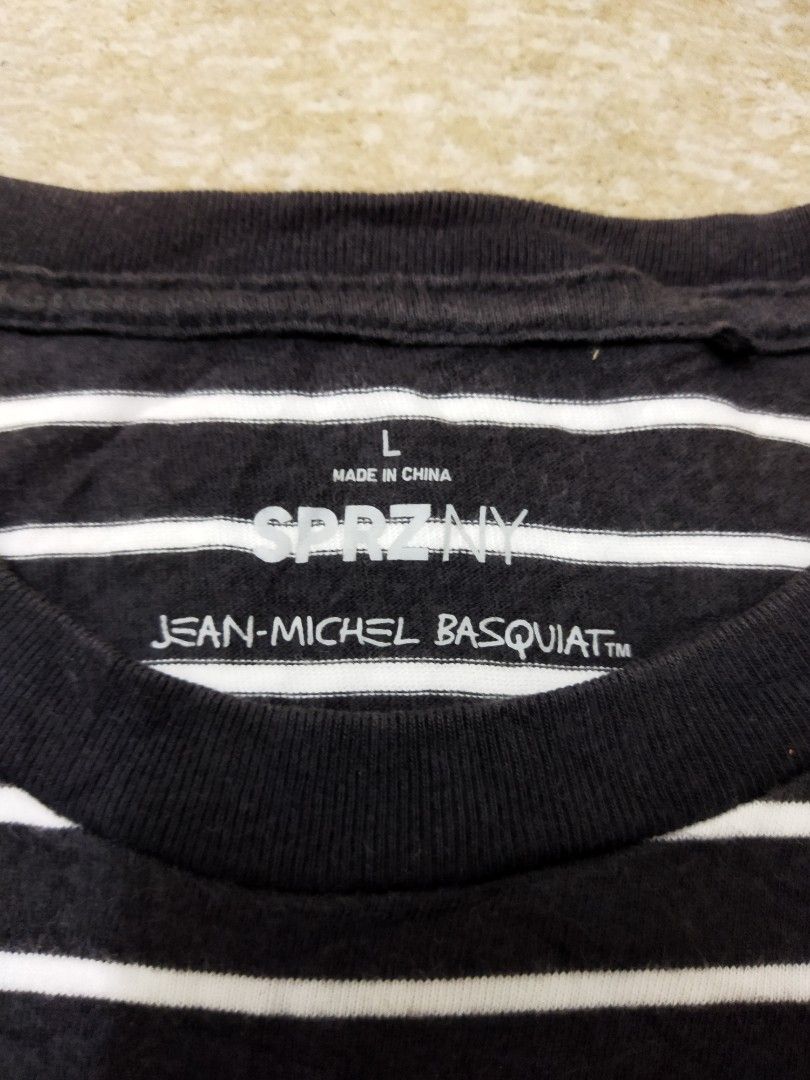 L
MADE IN CHINA
SPRZNY
JEAN-MICHEL BASQUIAT™